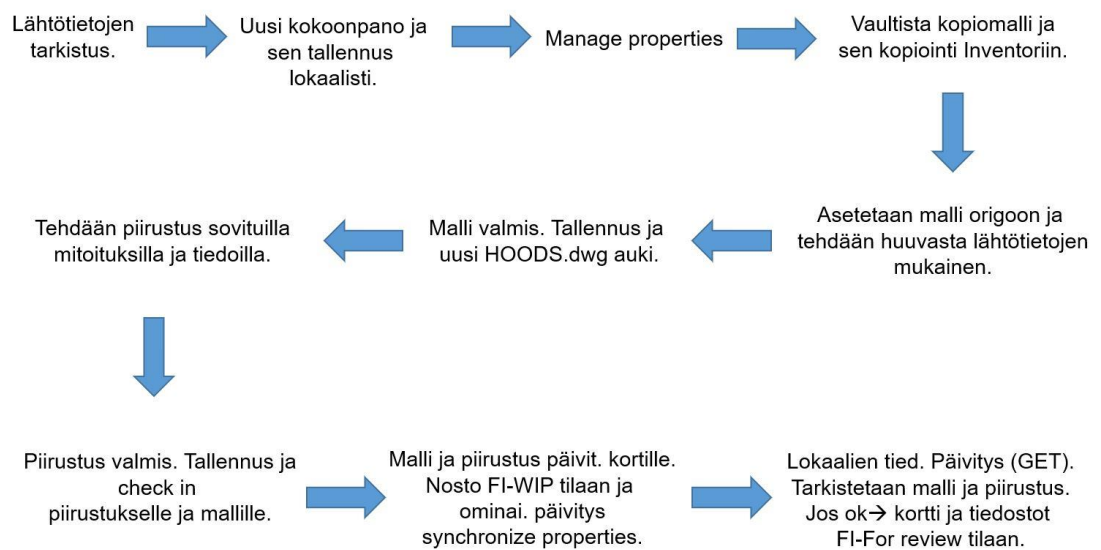 Lähtötietojen
tarkistus.
Uusi kokoonpano ja
sen tallennus
lokaalisti.
Manage properties
Vaultista kopiomalli ja
sen kopiointi Inventoriin.
Asetetaan malli origoon ja
tehdään huuvasta lähtötietojen
mukainen.
Malli valmis. Tallennus ja
uusi HOODS.dwg auki.
Tehdään piirustus sovituilla
mitoituksilla ja tiedoilla.
Piirustus valmis. Tallennus ja
check in
piirustukselle ja mallille.
Malli ja piirustus päivit. kortille.
Nosto FI-WIP tilaan ja
ominai. päivitys
synchronize properties.
Lokaalien tied. Päivitys (GET).
Tarkistetaan malli ja piirustus.
Jos ok→ kortti ja tiedostot
FI-For review tilaan.